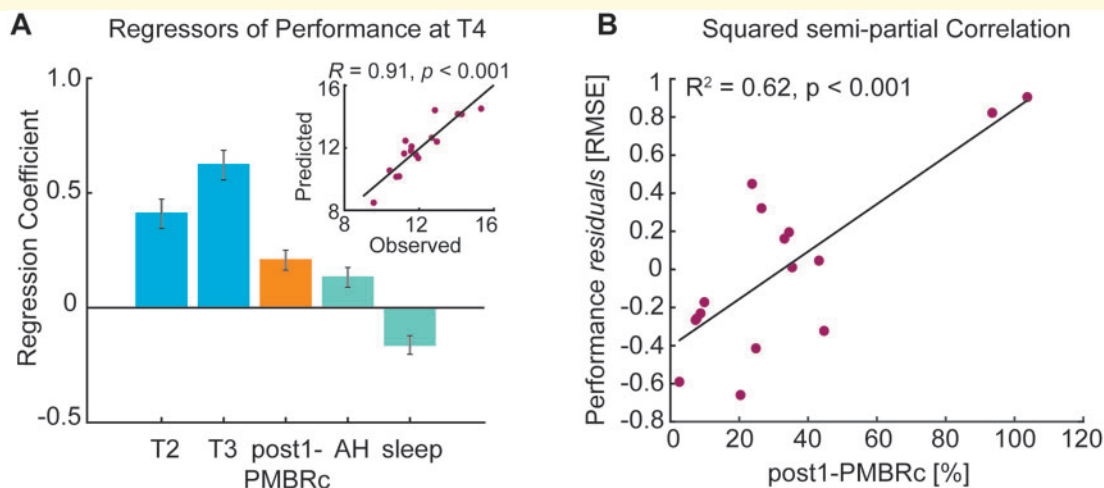 A Regressors of Performance at T4
Regression Coefficient
1.0
0.5
0
-0.5
T2 T3 post1- AH sleep
PMBRc
R = 0.91, p < 0.001
Predicted
16
12
8
8 12 16
Observed
B Squared semi-partial Correlation
R² = 0.62, p < 0.001
Performance residuals [RMSE]
1
0.8
0.6
0.4
0.2
0
-0.2
-0.4
-0.6
-0.8
0 20 40 60 80 100 120
post1-PMBRc [%]